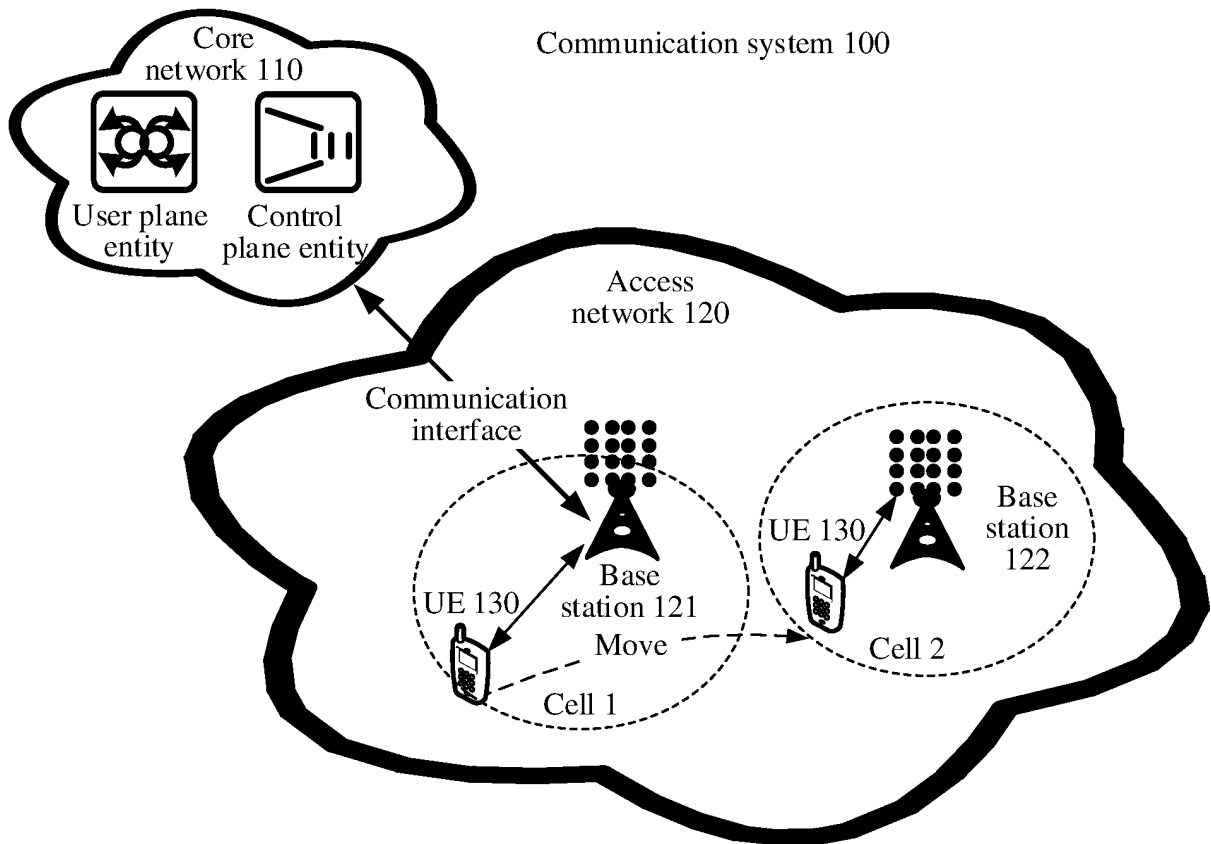 Core
network 110
Communication system 100
User plane
entity
Control
plane entity
Access
network 120
Communication
interface
UE 130
Base
station
122
UE 130
Base
station 121
Move
Cell 2
Cell 1